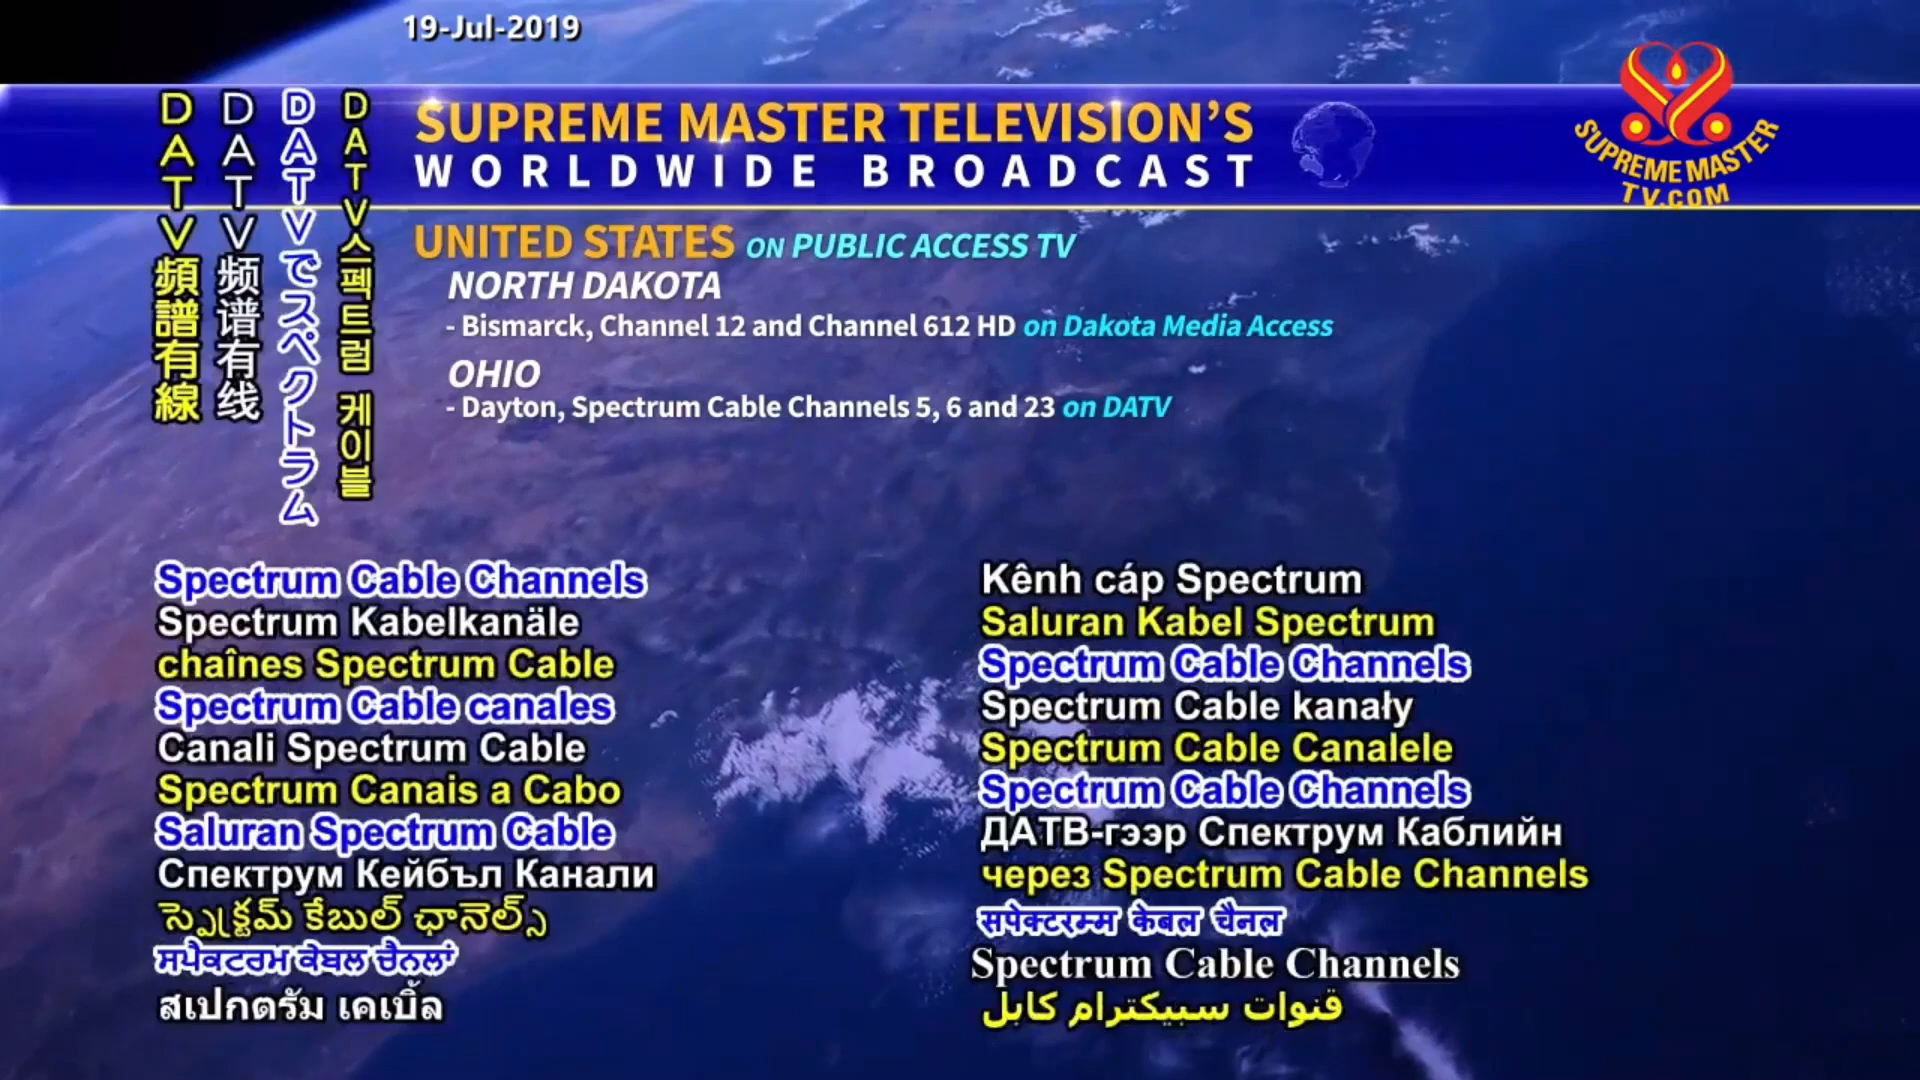 19-Jul-2019
SUPREME MASTER TELEVISION'S
WORLDWIDE BROADCAST
SUPREME MASTER
TV.COM
DATV頻譜有線
DATV频谱有线
DATVでスペクトラム
DATV스펙트럼 케이블
UNITED STATES ON PUBLIC ACCESS TV
NORTH DAKOTA
- Bismarck, Channel 12 and Channel 612 HD on Dakota Media Access
OHIO
- Dayton, Spectrum Cable Channels 5, 6 and 23 on DATV
Spectrum Cable Channels
Spectrum Kabelkanäle
chaînes Spectrum Cable
Spectrum Cable canales
Canali Spectrum Cable
Spectrum Canais a Cabo
Saluran Spectrum Cable
Спектрум Кейбъл Канали
స్పెక్ట్రమ్ కేబుల్ ఛానెల్స్
ਸਪੈਕਟਰਮ ਕੇਬਲ ਚੈਨਲਾਂ
สเปกตรัม เคเบิ้ล
Kênh cáp Spectrum
Saluran Kabel Spectrum
Spectrum Cable Channels
Spectrum Cable kanały
Spectrum Cable Canalele
Spectrum Cable Channels
ДАТВ-гээр Спектрум Каблийн
через Spectrum Cable Channels
सपेक्टरम्म केबल चैनल
Spectrum Cable Channels
قنوات سبيكترام كابل